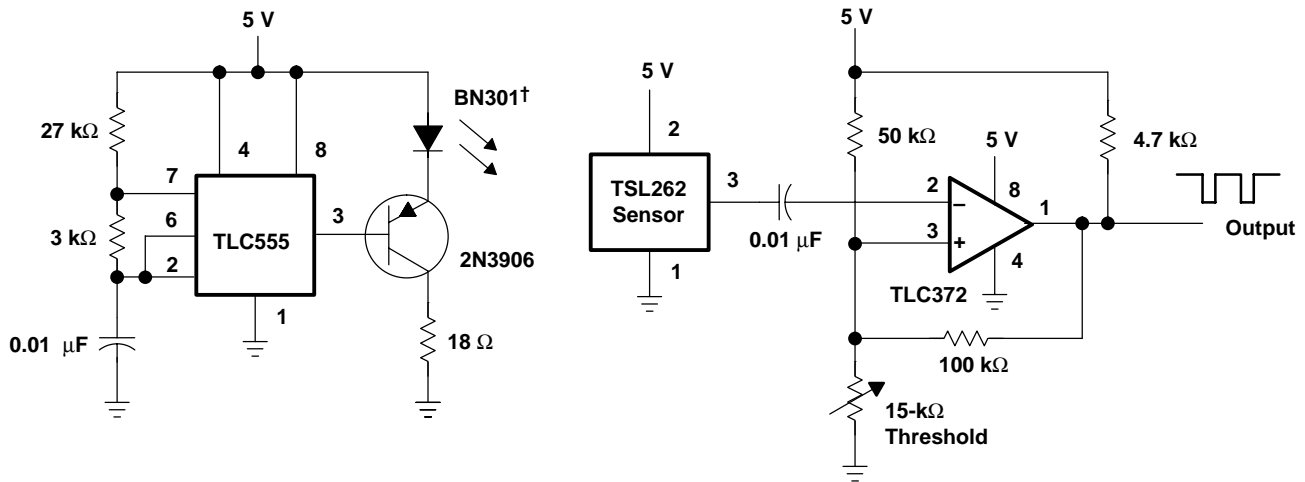 5 V
27 kΩ
3 kΩ
0.01 μF
7
6
2
4
8
TLC555
3
1
BN301†
2N3906
18 Ω
5 V
2
TSL262
Sensor
3
1
0.01 μF
5 V
50 kΩ
4.7 kΩ
5 V
8
2
–
3
+
1
4
TLC372
Output
100 kΩ
15-kΩ
Threshold